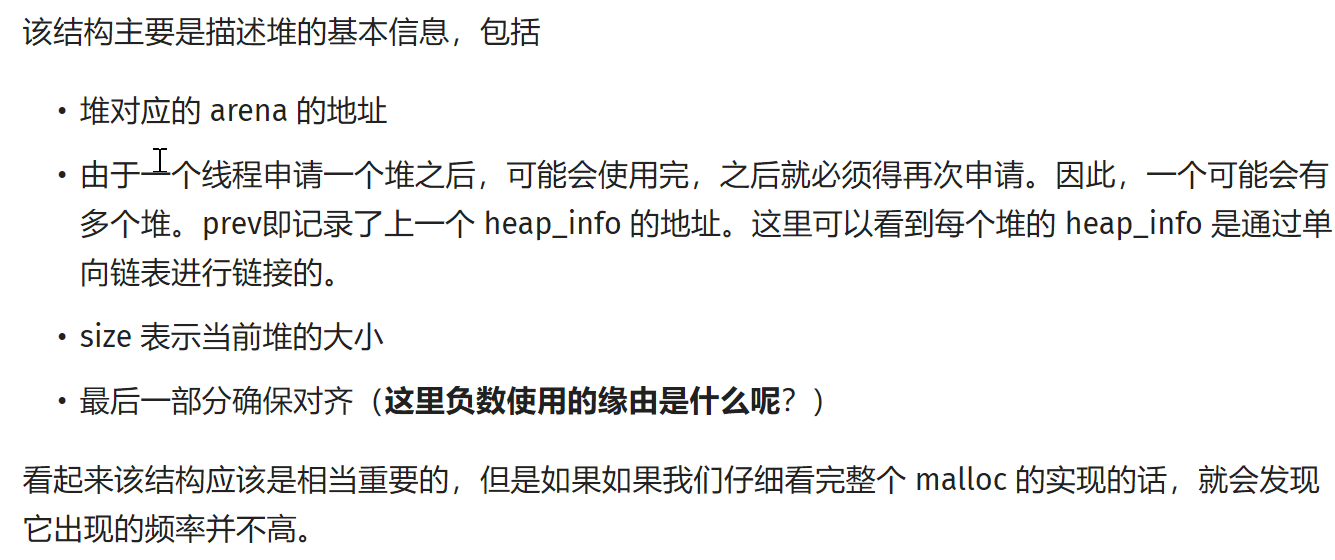 该结构主要是描述堆的基本信息，包括
• 堆对应的 arena 的地址
• 由于一个线程申请一个堆之后，可能会使用完，之后就必须得再次申请。因此，一个可能会有
多个堆。prev即记录了上一个 heap_info 的地址。这里可以看到每个堆的 heap_info 是通过单
向链表进行链接的。
• size 表示当前堆的大小
• 最后一部分确保对齐（这里负数使用的缘由是什么呢？）
看起来该结构应该是相当重要的，但是如果如果我们仔细看完整个 malloc 的实现的话，就会发现
它出现的频率并不高。